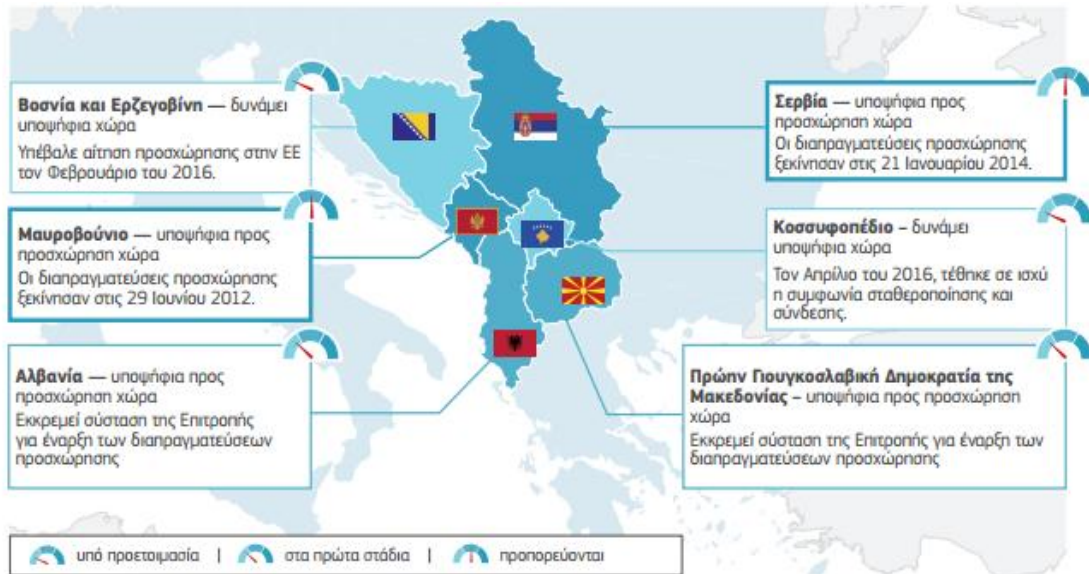 Βοσνία και Ερζεγοβίνη — δυνάμει
υποψήφια χώρα
Υπέβαλε αίτηση προσχώρησης στην ΕΕ
τον Φεβρουάριο του 2016.
Σερβία — υποψήφια προς
προσχώρηση χώρα
Οι διαπραγματεύσεις προσχώρησης
ξεκίνησαν στις 21 Ιανουαρίου 2014.
Μαυροβούνιο — υποψήφια προς
προσχώρηση χώρα
Οι διαπραγματεύσεις προσχώρησης
ξεκίνησαν στις 29 Ιουνίου 2012.
Κοσσυφοπέδιο – δυνάμει
υποψήφια χώρα
Τον Απρίλιο του 2016, τέθηκε σε ισχύ
η συμφωνία σταθεροποίησης και
σύνδεσης.
Αλβανία — υποψήφια προς
προσχώρηση χώρα
Εκκρεμεί σύσταση της Επιτροπής
για έναρξη των διαπραγματεύσεων
προσχώρησης
Πρώην Γιουγκοσλαβική Δημοκρατία της
Μακεδονίας – υποψήφια προς προσχώρηση
χώρα
Εκκρεμεί σύσταση της Επιτροπής για έναρξη των
διαπραγματεύσεων προσχώρησης
υπό προετοιμασία | στα πρώτα στάδια | προπορεύονται